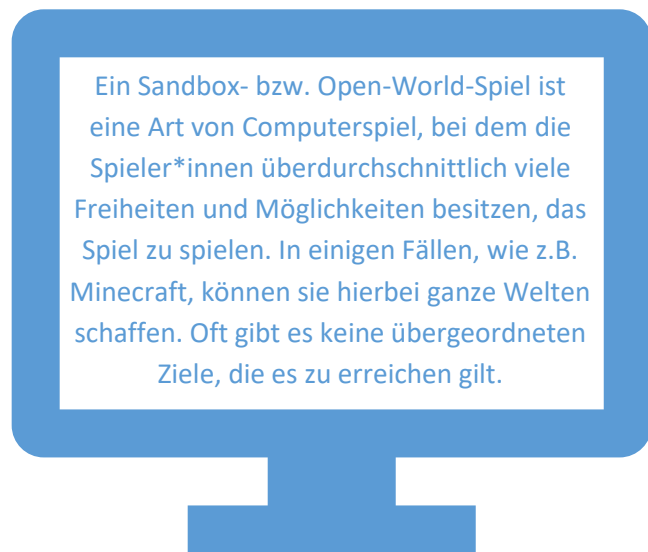 Ein Sandbox- bzw. Open-World-Spiel ist
eine Art von Computerspiel, bei dem die
Spieler*innen überdurchschnittlich viele
Freiheiten und Möglichkeiten besitzen, das
Spiel zu spielen. In einigen Fällen, wie z.B.
Minecraft, können sie hierbei ganze Welten
schaffen. Oft gibt es keine übergeordneten
Ziele, die es zu erreichen gilt.